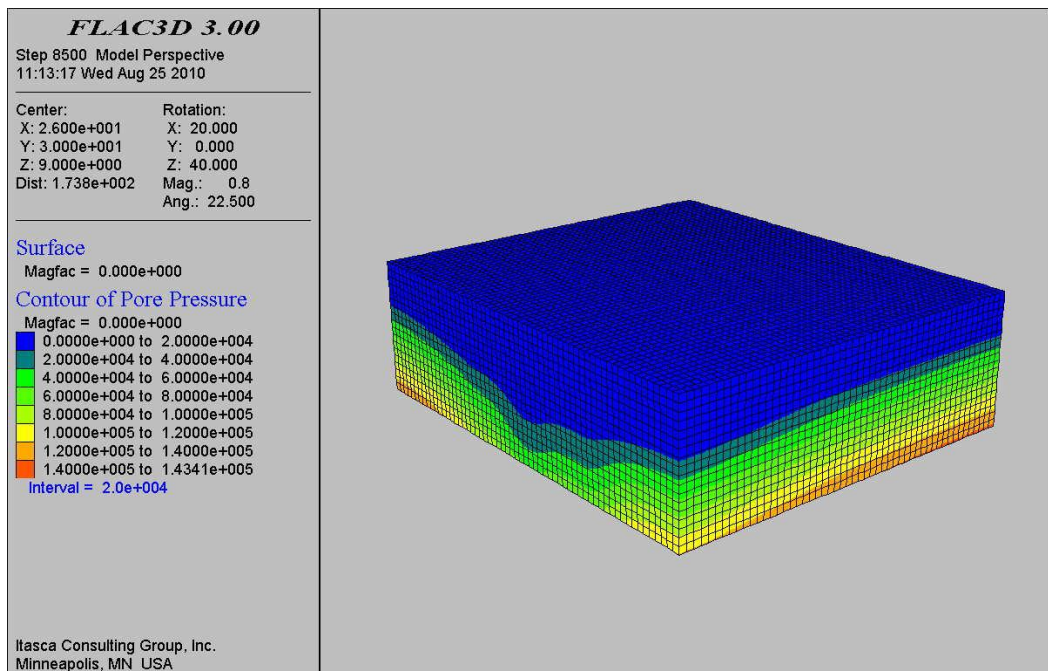 FLAC3D 3.00
Step 8500 Model Perspective
11:13:17 Wed Aug 25 2010
Center: Rotation:
X: 2.600e+001 X: 20.000
Y: 3.000e+001 Y: 0.000
Z: 9.000e+000 Z: 40.000
Dist: 1.738e+002 Mag.: 0.8
Ang.: 22.500
Surface
Magfac = 0.000e+000
Contour of Pore Pressure
Magfac = 0.000e+000
0.0000e+000 to 2.0000e+004
2.0000e+004 to 4.0000e+004
4.0000e+004 to 6.0000e+004
6.0000e+004 to 8.0000e+004
8.0000e+004 to 1.0000e+005
1.0000e+005 to 1.2000e+005
1.2000e+005 to 1.4000e+005
1.4000e+005 to 1.4341e+005
Interval = 2.0e+004
Itasca Consulting Group, Inc.
Minneapolis, MN USA